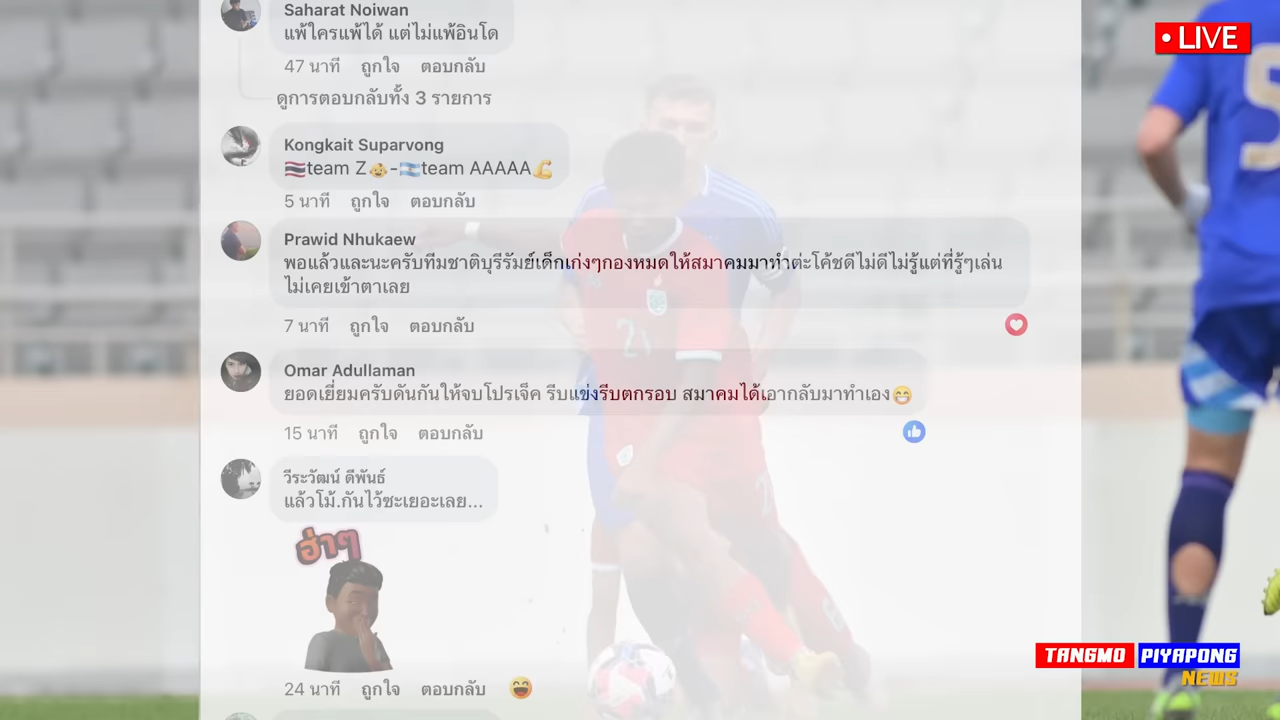 Saharat Noiwan
แพ้ใครแพ้ได้ แต่ไม่แพ้อินโด
47 นาที ถูกใจ ตอบกลับ
ดูการตอบกลับทั้ง 3 รายการ
• LIVE
Kongkait Suparvong
🇹🇭team Z👶-🇦🇷team AAAAA💪
5 นาที ถูกใจ ตอบกลับ
Prawid Nhukaew
พอแล้วและนะครับทีมชาติบุรีรัมย์เด็กเก่งๆกองหมดให้สมาคมมาทำต่ะโค้ชดีไม่ดีไม่รู้แต่ที่รู้ๆเล่น
ไม่เคยเข้าตาเลย
7 นาที ถูกใจ ตอบกลับ
21
Omar Adullaman
ยอดเยี่ยมครับดันกันให้จบโปรเจ็ค รีบแข่งรีบตกรอบ สมาคมได้เอากลับมาทำเอง😁
15 นาที ถูกใจ ตอบกลับ
วีระวัฒน์ ดีพันธ์
แล้วโม้.กันไว้ซะเยอะเลย...
ฮ่าๆ
24 นาที ถูกใจ ตอบกลับ
TANGMO PIYAPONG
NEWS